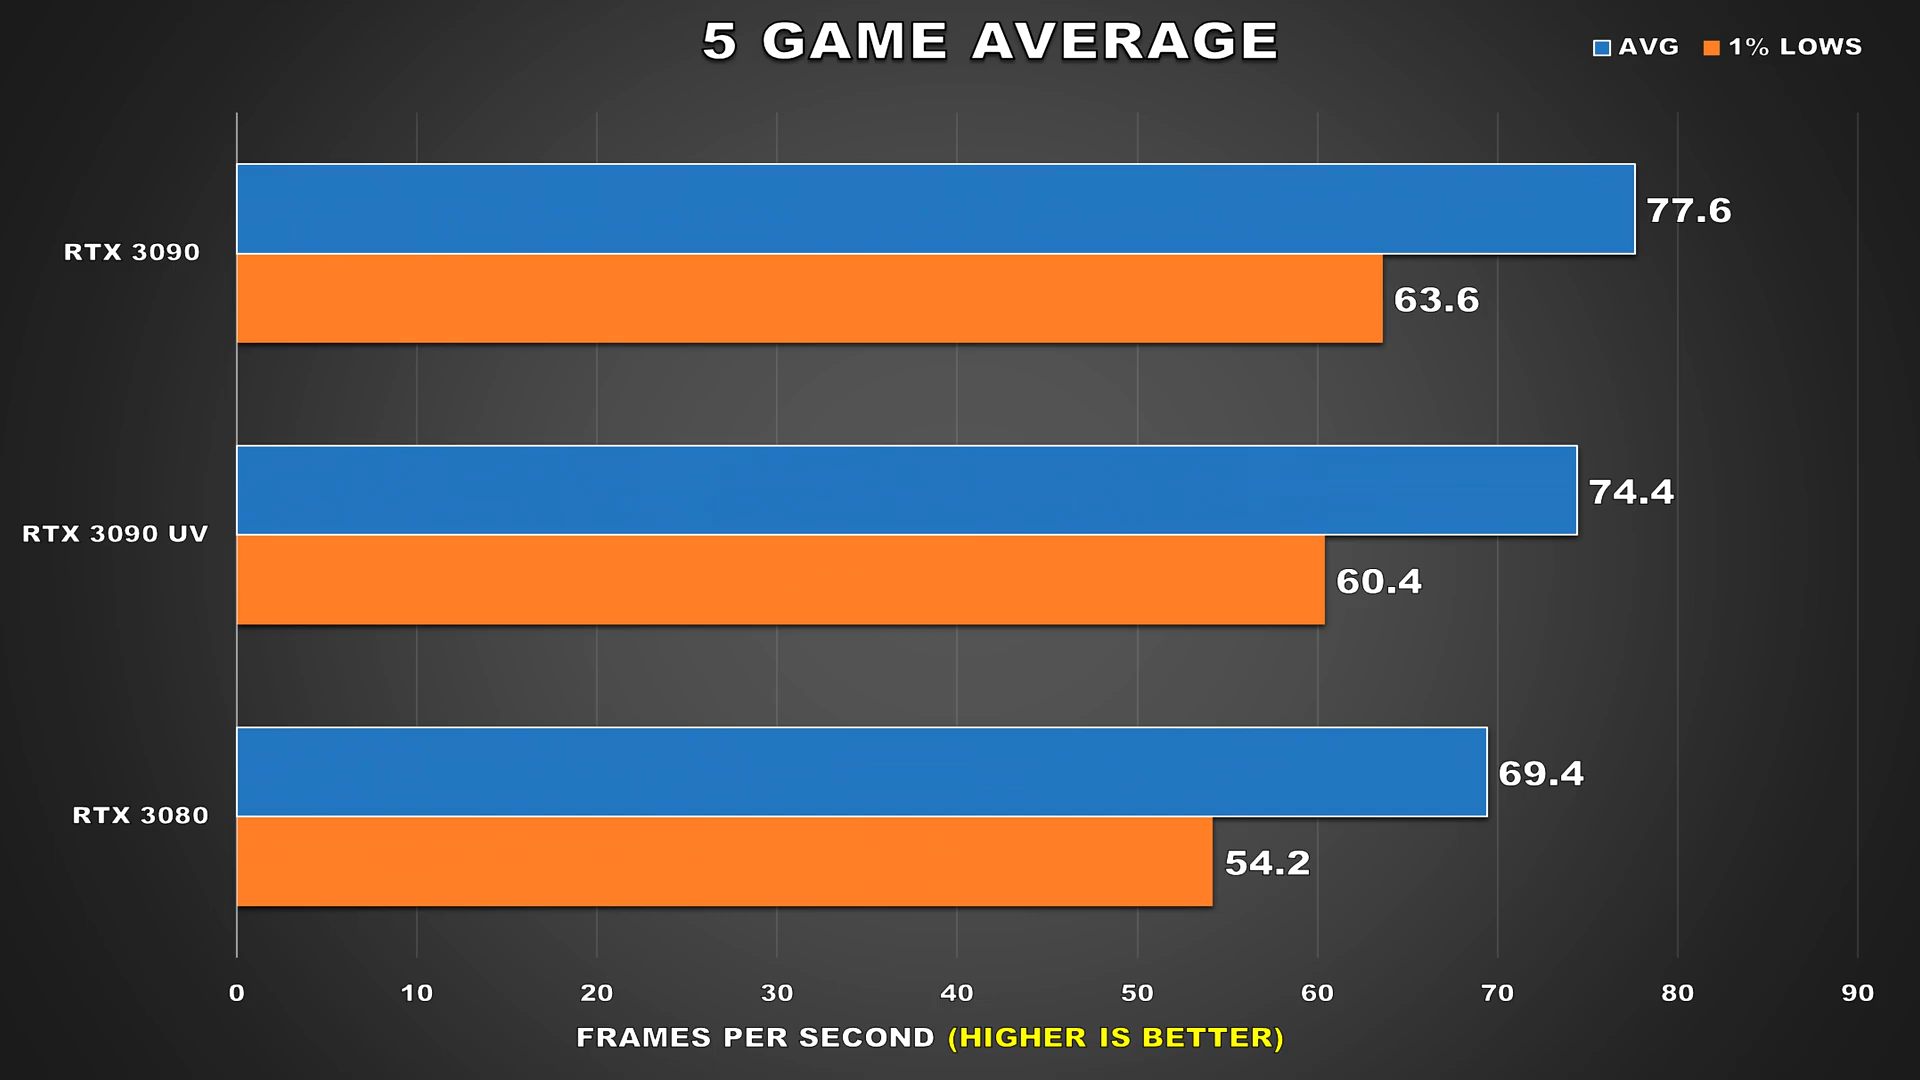 5 GAME AVERAGE
AVG 1% LOWS
RTX 3090
77.6
63.6
RTX 3090 UV
74.4
60.4
RTX 3080
69.4
54.2
0 10 20 30 40 50 60 70 80 90
FRAMES PER SECOND (HIGHER IS BETTER)